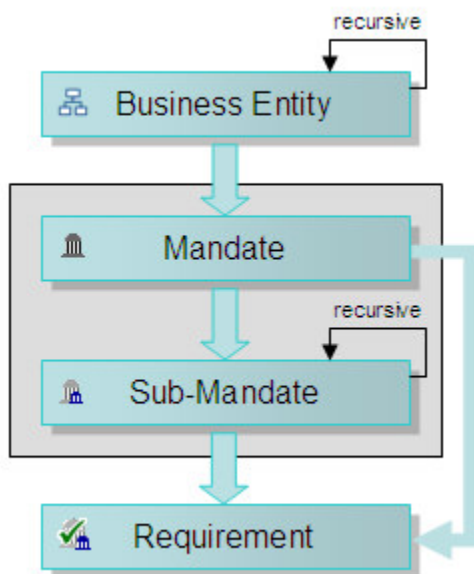 recursive
Business Entity
Mandate
recursive
Sub-Mandate
Requirement